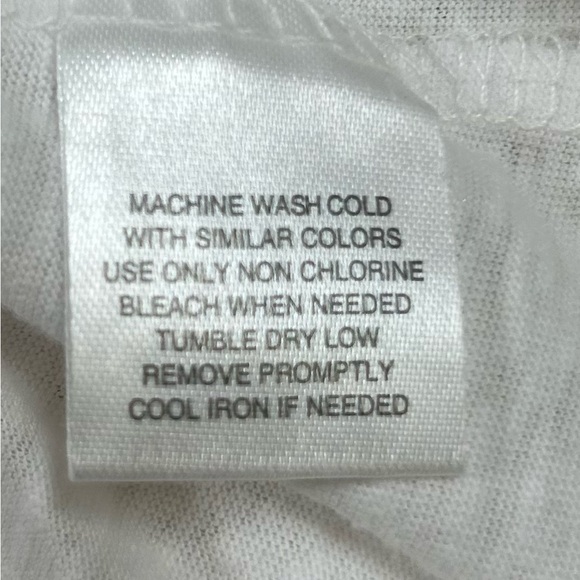 MACHINE WASH COLD
WITH SIMILAR COLORS
USE ONLY NON CHLORINE
BLEACH WHEN NEEDED
TUMBLE DRY LOW
REMOVE PROMPTLY
COOL IRON IF NEEDED